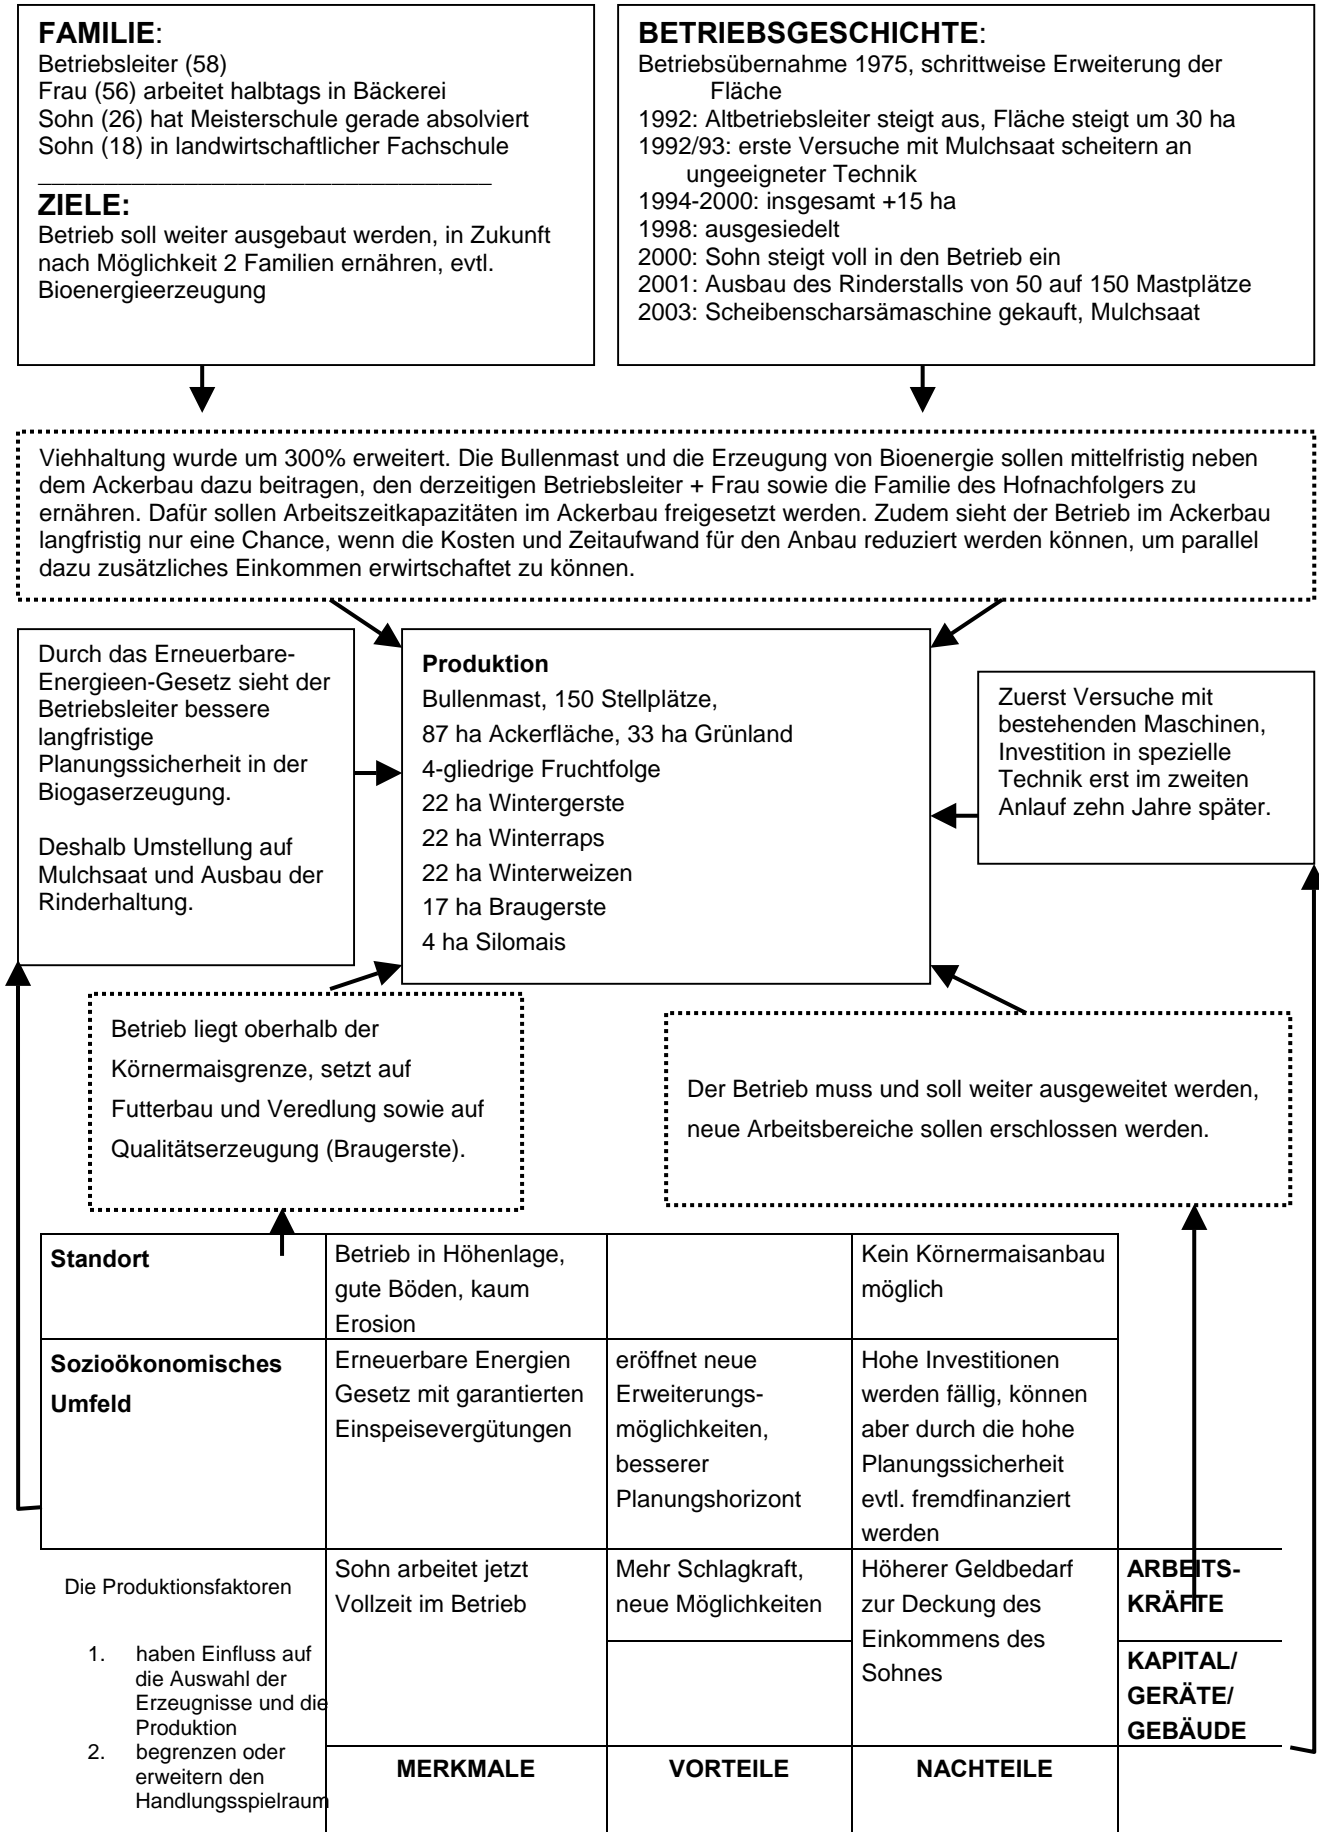 FAMILIE:
Betriebsleiter (58)
Frau (56) arbeitet halbtags in Bäckerei
Sohn (26) hat Meisterschule gerade absolviert
Sohn (18) in landwirtschaftlicher Fachschule
ZIELE:
Betrieb soll weiter ausgebaut werden, in Zukunft
nach Möglichkeit 2 Familien ernähren, evtl.
Bioenergieerzeugung
BETRIEBSGESCHICHTE:
Betriebsübernahme 1975, schrittweise Erweiterung der
Fläche
1992: Altbetriebsleiter steigt aus, Fläche steigt um 30 ha
1992/93: erste Versuche mit Mulchsaat scheitern an
ungeeigneter Technik
1994-2000: insgesamt +15 ha
1998: ausgesiedelt
2000: Sohn steigt voll in den Betrieb ein
2001: Ausbau des Rinderstalls von 50 auf 150 Mastplätze
2003: Scheibenscharsämaschine gekauft, Mulchsaat
Viehhaltung wurde um 300% erweitert. Die Bullenmast und die Erzeugung von Bioenergie sollen mittelfristig neben
dem Ackerbau dazu beitragen, den derzeitigen Betriebsleiter + Frau sowie die Familie des Hofnachfolgers zu
ernähren. Dafür sollen Arbeitszeitkapazitäten im Ackerbau freigesetzt werden. Zudem sieht der Betrieb im Ackerbau
langfristig nur eine Chance, wenn die Kosten und Zeitaufwand für den Anbau reduziert werden können, um parallel
dazu zusätzliches Einkommen erwirtschaftet zu können.
Durch das Erneuerbare-
Energieen-Gesetz sieht der
Betriebsleiter bessere
langfristige
Planungssicherheit in der
Biogaserzeugung.
Deshalb Umstellung auf
Mulchsaat und Ausbau der
Rinderhaltung.
Produktion
Bullenmast, 150 Stellplätze,
87 ha Ackerfläche, 33 ha Grünland
4-gliedrige Fruchtfolge
22 ha Wintergerste
22 ha Winterraps
22 ha Winterweizen
17 ha Braugerste
4 ha Silomais
Zuerst Versuche mit
bestehenden Maschinen,
Investition in spezielle
Technik erst im zweiten
Anlauf zehn Jahre später.
Betrieb liegt oberhalb der
Körnermaisgrenze, setzt auf
Futterbau und Veredlung sowie auf
Qualitätserzeugung (Braugerste).
Der Betrieb muss und soll weiter ausgeweitet werden,
neue Arbeitsbereiche sollen erschlossen werden.
Standort
Betrieb in Höhenlage,
gute Böden, kaum
Erosion
Kein Körnermaisanbau
möglich
Sozioökonomisches
Umfeld
Erneuerbare Energien
Gesetz mit garantierten
Einspeisevergütungen
eröffnet neue
Erweiterungs-
möglichkeiten,
besserer
Planungshorizont
Hohe Investitionen
werden fällig, können
aber durch die hohe
Planungssicherheit
evtl. fremdfinanziert
werden
Die Produktionsfaktoren
1. haben Einfluss auf
die Auswahl der
Erzeugnisse und die
Produktion
2. begrenzen oder
erweitern den
Handlungsspielraum
Sohn arbeitet jetzt
Vollzeit im Betrieb
Mehr Schlagkraft,
neue Möglichkeiten
Höherer Geldbedarf
zur Deckung des
Einkommens des
Sohnes
ARBEITS-
KRÄFTE
KAPITAL/
GERÄTE/
GEBÄUDE
MERKMALE
VORTEILE
NACHTEILE